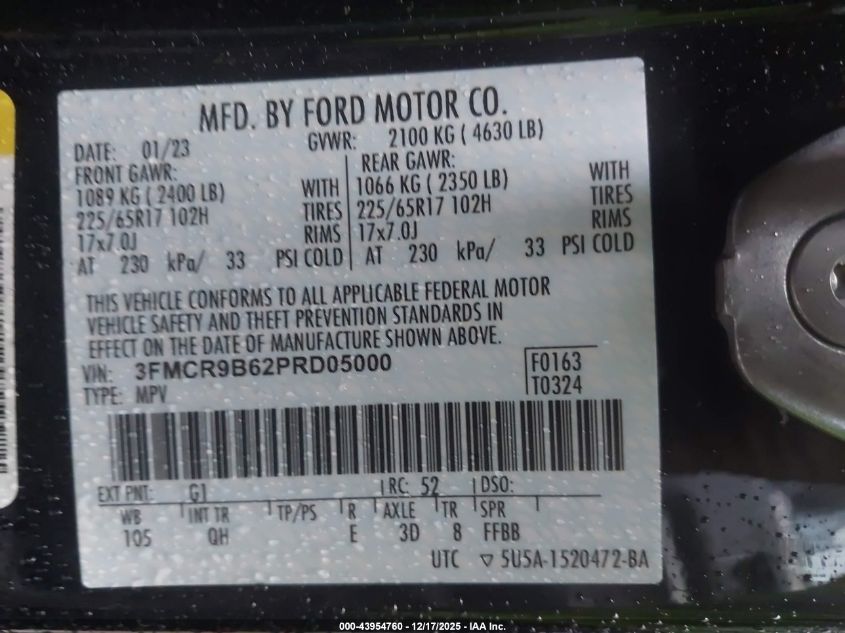 MFD. BY FORD MOTOR CO.
DATE: 01/23 GVWR: 2100 KG ( 4630 LB)
FRONT GAWR: REAR GAWR:
1089 KG ( 2400 LB) WITH 1066 KG ( 2350 LB) WITH
225/65R17 102H TIRES 225/65R17 102H TIRES
17x7.0J RIMS 17x7.0J RIMS
AT 230 kPa/ 33 PSI COLD AT 230 kPa/ 33 PSI COLD
THIS VEHICLE CONFORMS TO ALL APPLICABLE FEDERAL MOTOR
VEHICLE SAFETY AND THEFT PREVENTION STANDARDS IN
EFFECT ON THE DATE OF MANUFACTURE SHOWN ABOVE.
VIN: 3FMCR9B62PRD05000 F0163
TYPE: MPV T0324
EXT PNT: G1 RC: 52 DSO:
WB INT TR TP/PS R AXLE TR SPR
105 QH E 3D 8 FFBB
UTC ▽ 5U5A-1520472-BA
000-43954760 - 12/17/2025 - IAA Inc.